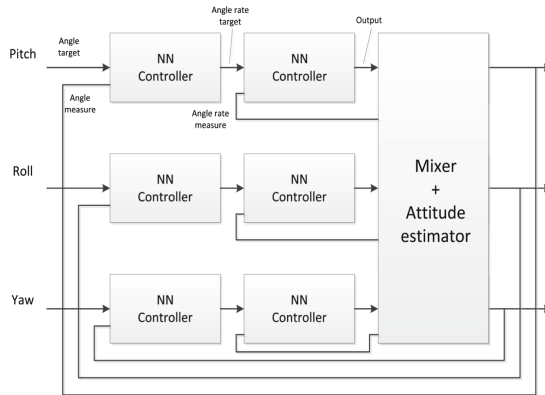 Angle rate
target
Output
Pitch
Angle
target
NN
Controller
NN
Controller
Angle
measure
Angle rate
measure
Roll
NN
Controller
NN
Controller
Mixer
+
Attitude
estimator
Yaw
NN
Controller
NN
Controller